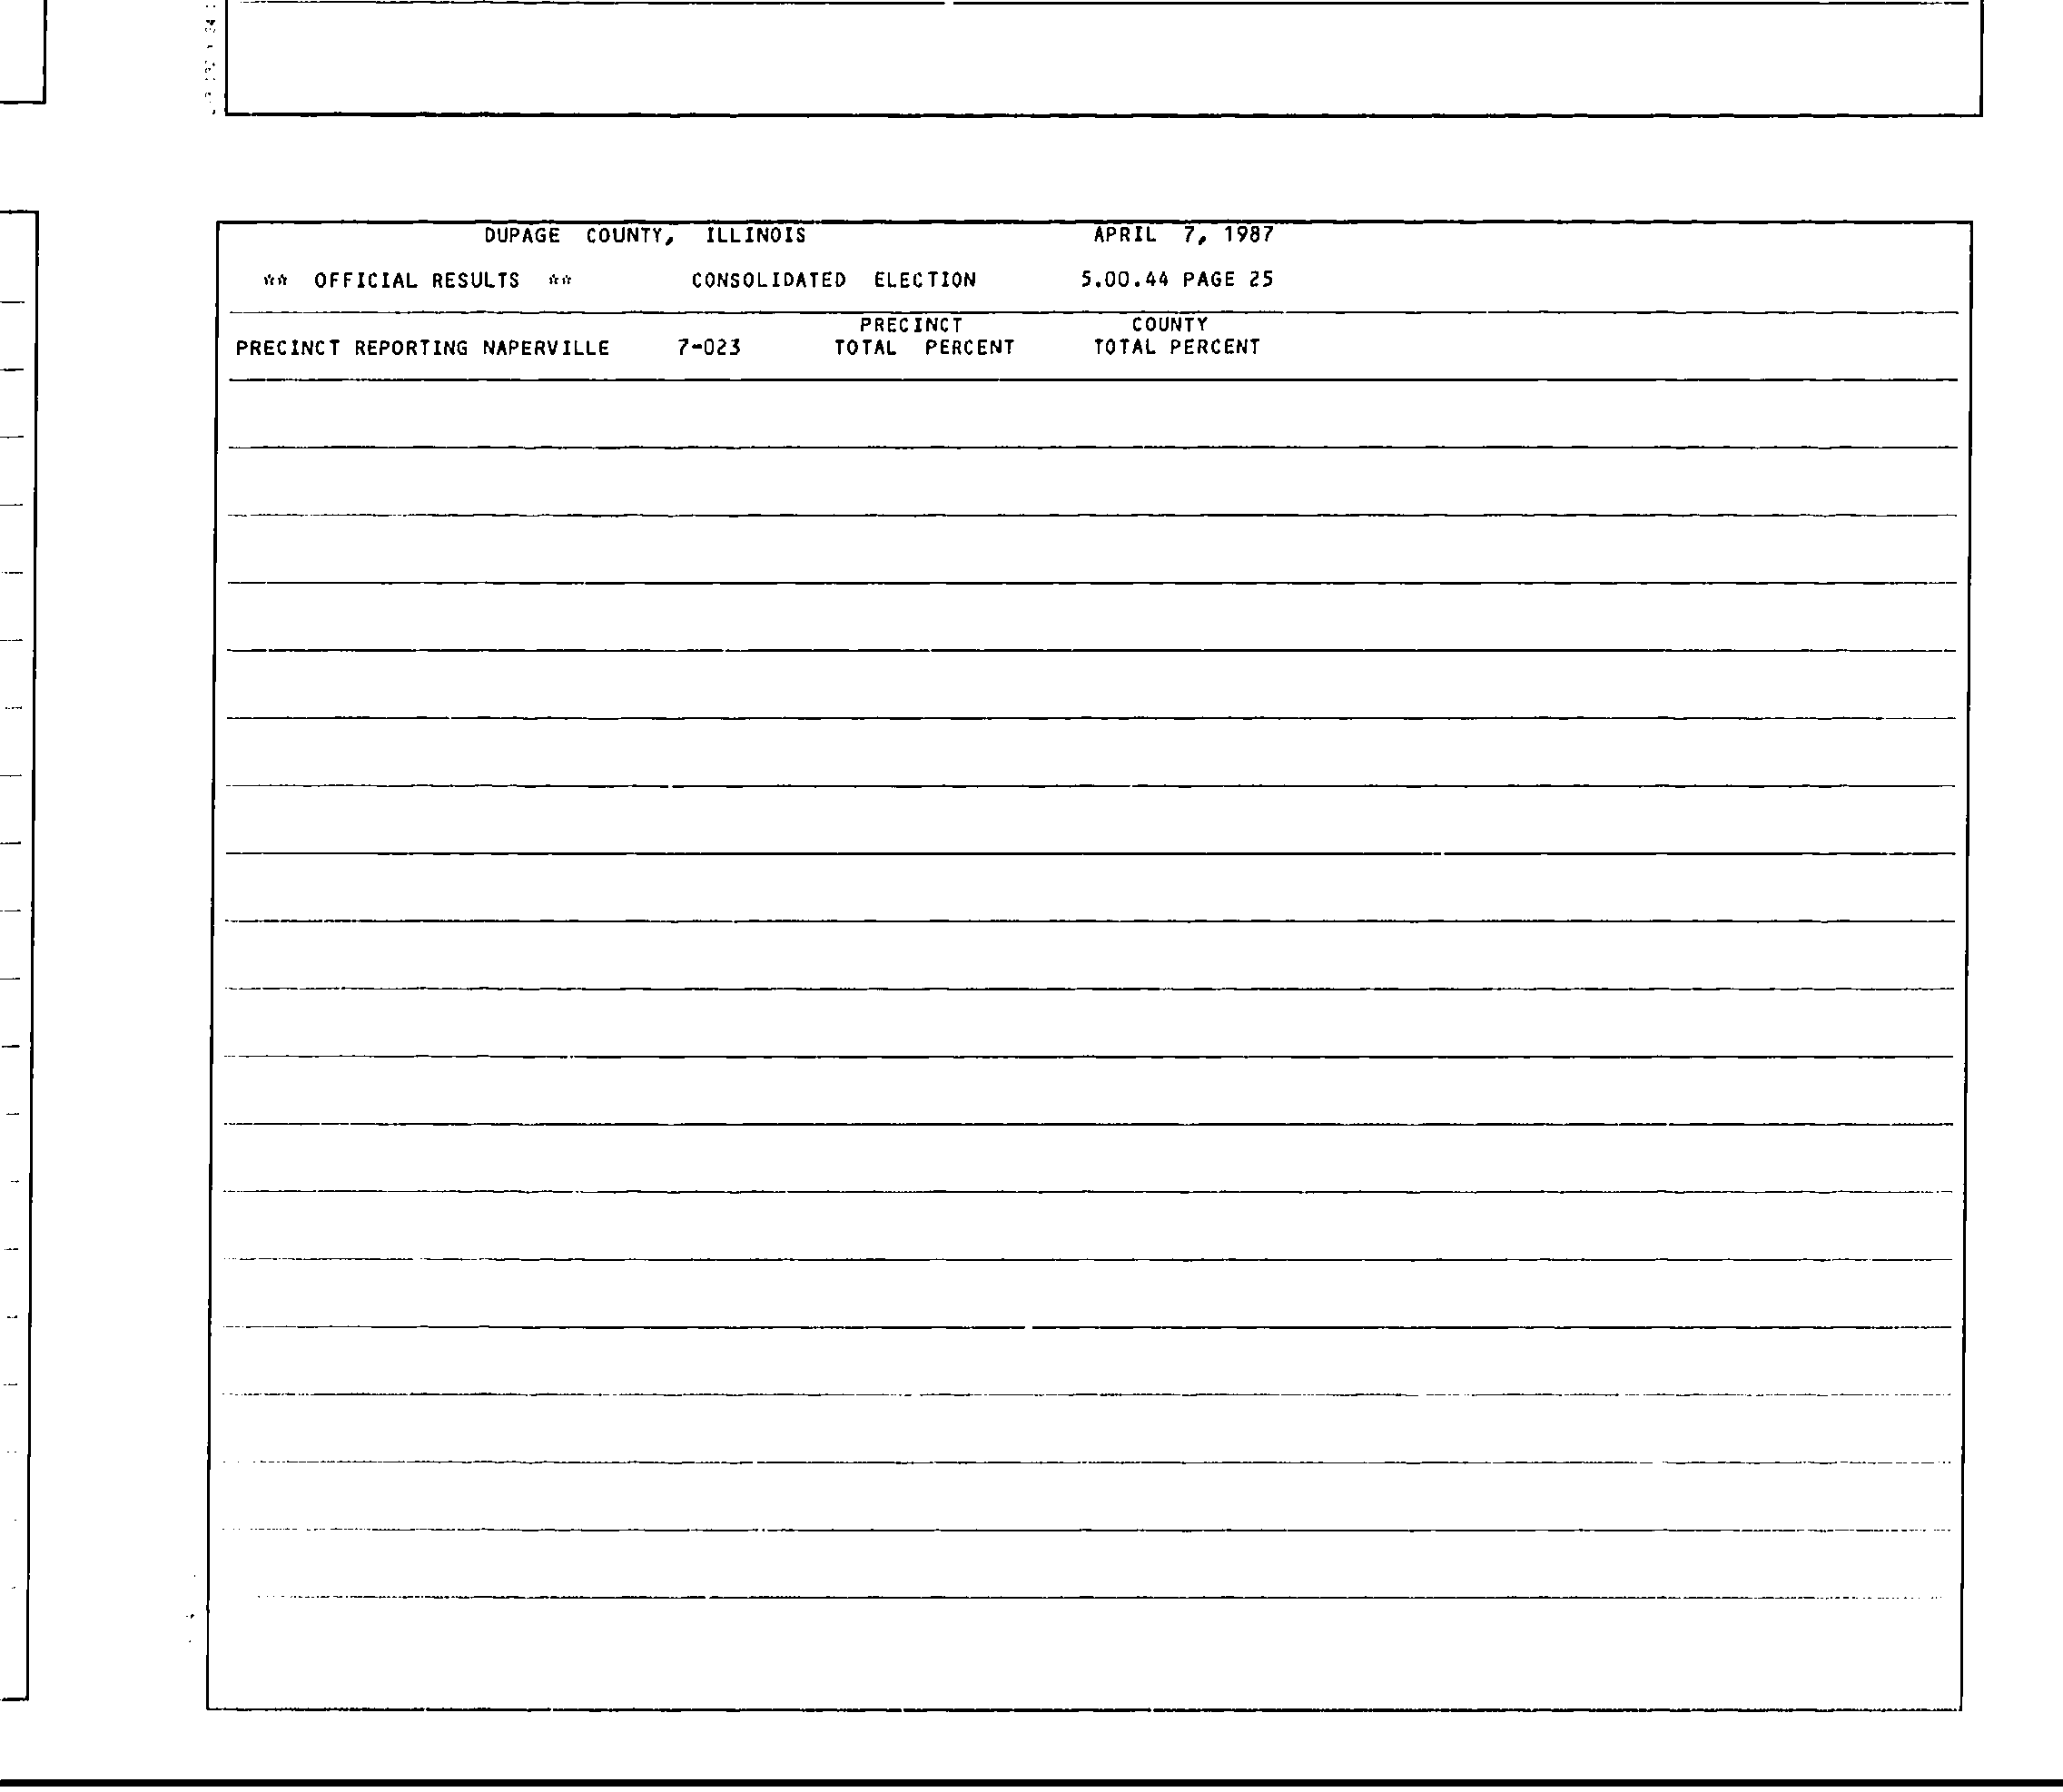 DUPAGE COUNTY, ILLINOIS APRIL 7, 1987
** OFFICIAL RESULTS ** CONSOLIDATED ELECTION 5.00.44 PAGE 25
PRECINCT COUNTY
PRECINCT REPORTING NAPERVILLE 7-023 TOTAL PERCENT TOTAL PERCENT